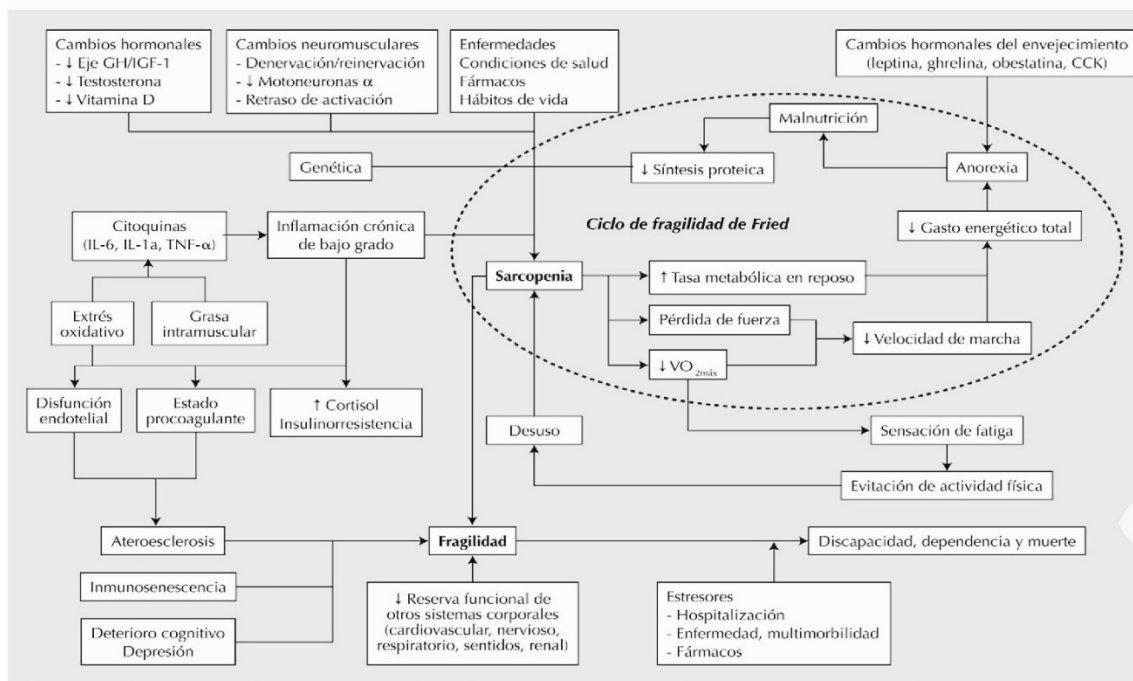 Cambios hormonales
- ↓ Eje GH/IGF-1
- ↓ Testosterona
- ↓ Vitamina D
Cambios neuromusculares
- Denervación/reinervación
- ↓ Motoneuronas α
- Retraso de activación
Enfermedades
Condiciones de salud
Fármacos
Hábitos de vida
Cambios hormonales del envejecimiento
(leptina, ghrelina, obestatina, CCK)
Malnutrición
Genética
↓ Síntesis proteica
Anorexia
Citoquinas
(IL-6, IL-1a, TNF-α)
Inflamación crónica
de bajo grado
Ciclo de fragilidad de Fried
↓ Gasto energético total
Sarcopenia
↑ Tasa metabólica en reposo
Extrés
oxidativo
Grasa
intramuscular
Pérdida de fuerza
↓ Velocidad de marcha
↓ VO2máx
Disfunción
endotelial
Estado
procoagulante
↑ Cortisol
Insulinorresistencia
Desuso
Sensación de fatiga
Evitación de actividad física
Ateroesclerosis
Fragilidad
Discapacidad, dependencia y muerte
Inmunosenescencia
Deterioro cognitivo
Depresión
↓ Reserva funcional de
otros sistemas corporales
(cardiovascular, nervioso,
respiratorio, sentidos, renal)
Estresores
- Hospitalización
- Enfermedad, multimorbilidad
- Fármacos